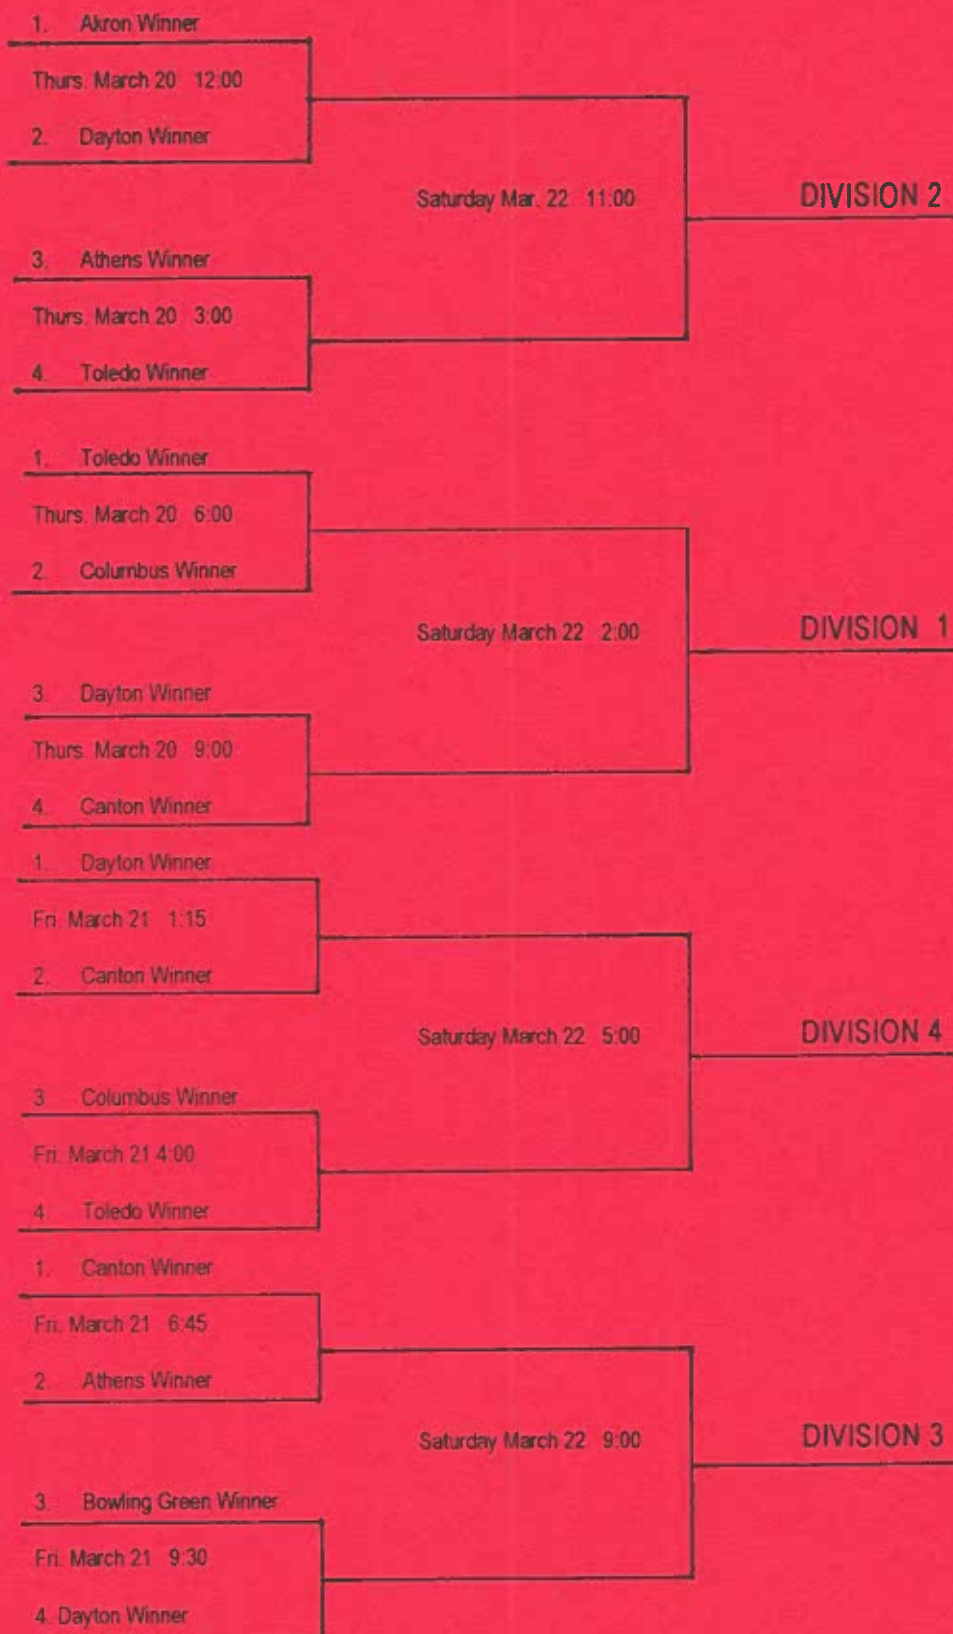 1. Akron Winner
Thurs. March 20 12:00
2. Dayton Winner
Saturday Mar. 22 11:00
DIVISION 2
3. Athens Winner
Thurs. March 20 3:00
4. Toledo Winner
1. Toledo Winner
Thurs. March 20 6:00
2. Columbus Winner
Saturday March 22 2:00
DIVISION 1
3. Dayton Winner
Thurs. March 20 9:00
4. Canton Winner
1. Dayton Winner
Fri. March 21 1:15
2. Canton Winner
Saturday March 22 5:00
DIVISION 4
3. Columbus Winner
Fri. March 21 4:00
4. Toledo Winner
1. Canton Winner
Fri. March 21 6:45
2. Athens Winner
Saturday March 22 9:00
DIVISION 3
3. Bowling Green Winner
Fri. March 21 9:30
4. Dayton Winner